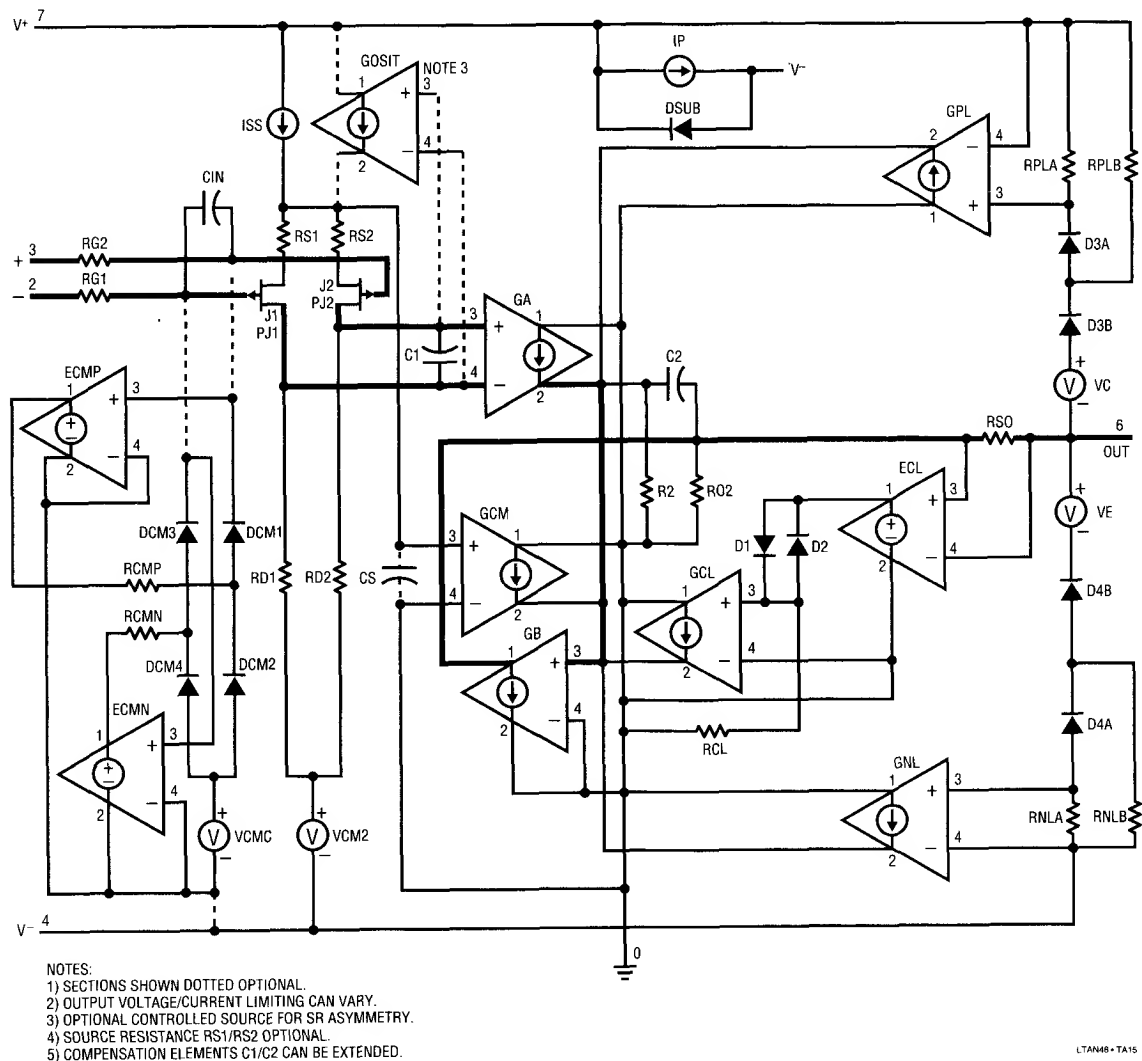 V+ 7
IP
V−
DSUB
GOSIT
NOTE 3
1
3
+
−
4
2
ISS
CIN
GPL
2
4
−
+
3
1
RPLA
RPLB
RS1
RS2
D3A
+ 3
RG2
− 2
RG1
J1
PJ1
J2
PJ2
GA
3
+
1
4
−
2
D3B
C1
C2
+
V
−
VC
ECMP
1
+
3
+
−
2
−
4
RSO
6
OUT
ECL
1
+
3
+
−
2
−
4
+
V
−
VE
R2
RO2
DCM3
DCM1
GCM
3
+
1
4
−
2
D1
D2
RCMP
RD1
RD2
CS
GCL
1
+
3
2
−
4
D4B
RCMN
DCM4
DCM2
GB
1
+
3
2
−
4
RCL
D4A
ECMN
1
+
3
+
−
2
−
4
GNL
1
+
3
2
−
4
RNLA
RNLB
+
V
−
VCMC
+
V
−
VCM2
V− 4
0
NOTES:
1) SECTIONS SHOWN DOTTED OPTIONAL.
2) OUTPUT VOLTAGE/CURRENT LIMITING CAN VARY.
3) OPTIONAL CONTROLLED SOURCE FOR SR ASYMMETRY.
4) SOURCE RESISTANCE RS1/RS2 OPTIONAL.
5) COMPENSATION ELEMENTS C1/C2 CAN BE EXTENDED.
LTAN48 • TA15